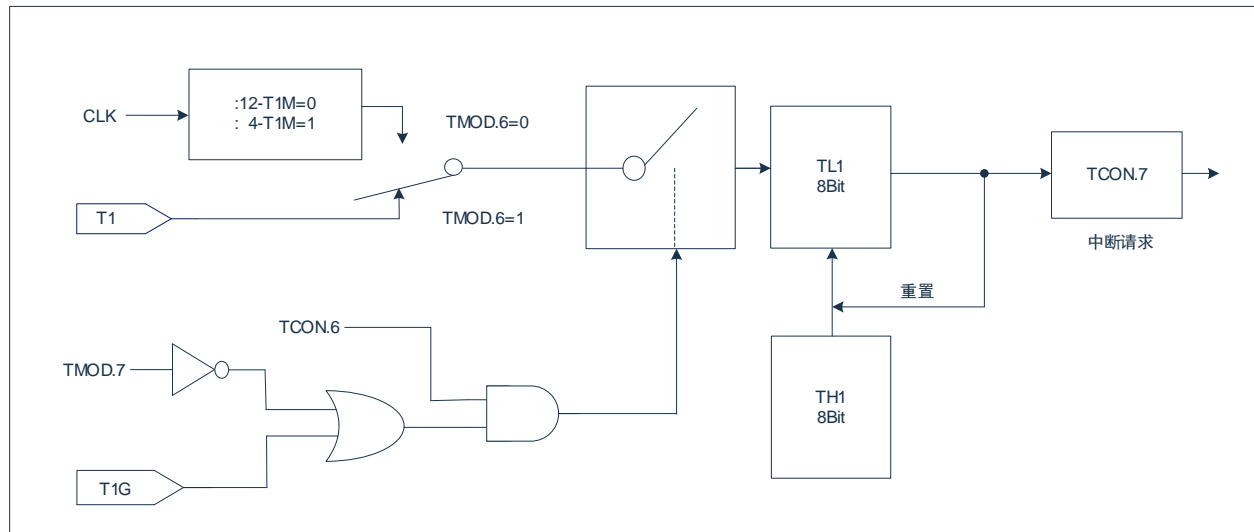 :12-T1M=0
: 4-T1M=1
CLK
TMOD.6=0
T1
TMOD.6=1
TL1
8Bit
TCON.7
中断请求
重置
TCON.6
TMOD.7
TH1
8Bit
T1G